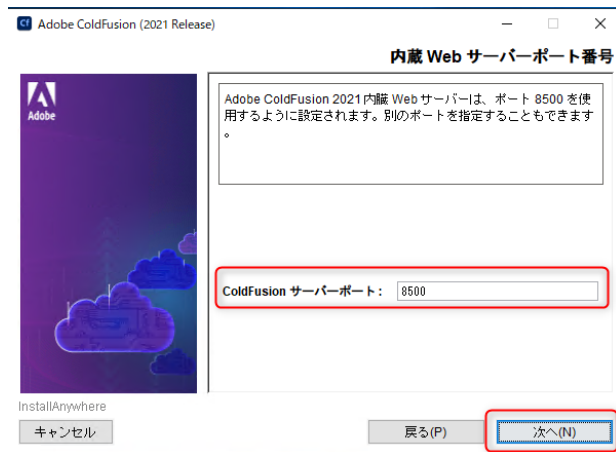 Adobe ColdFusion (2021 Release)
内蔵 Web サーバーポート番号
Adobe
Adobe ColdFusion 2021 内臓 Web サーバーは、ポート 8500 を使
用するように設定されます。別のポートを指定することもできます
。
ColdFusion サーバーポート : 8500
InstallAnywhere
キャンセル 戻る(P) 次へ(N)